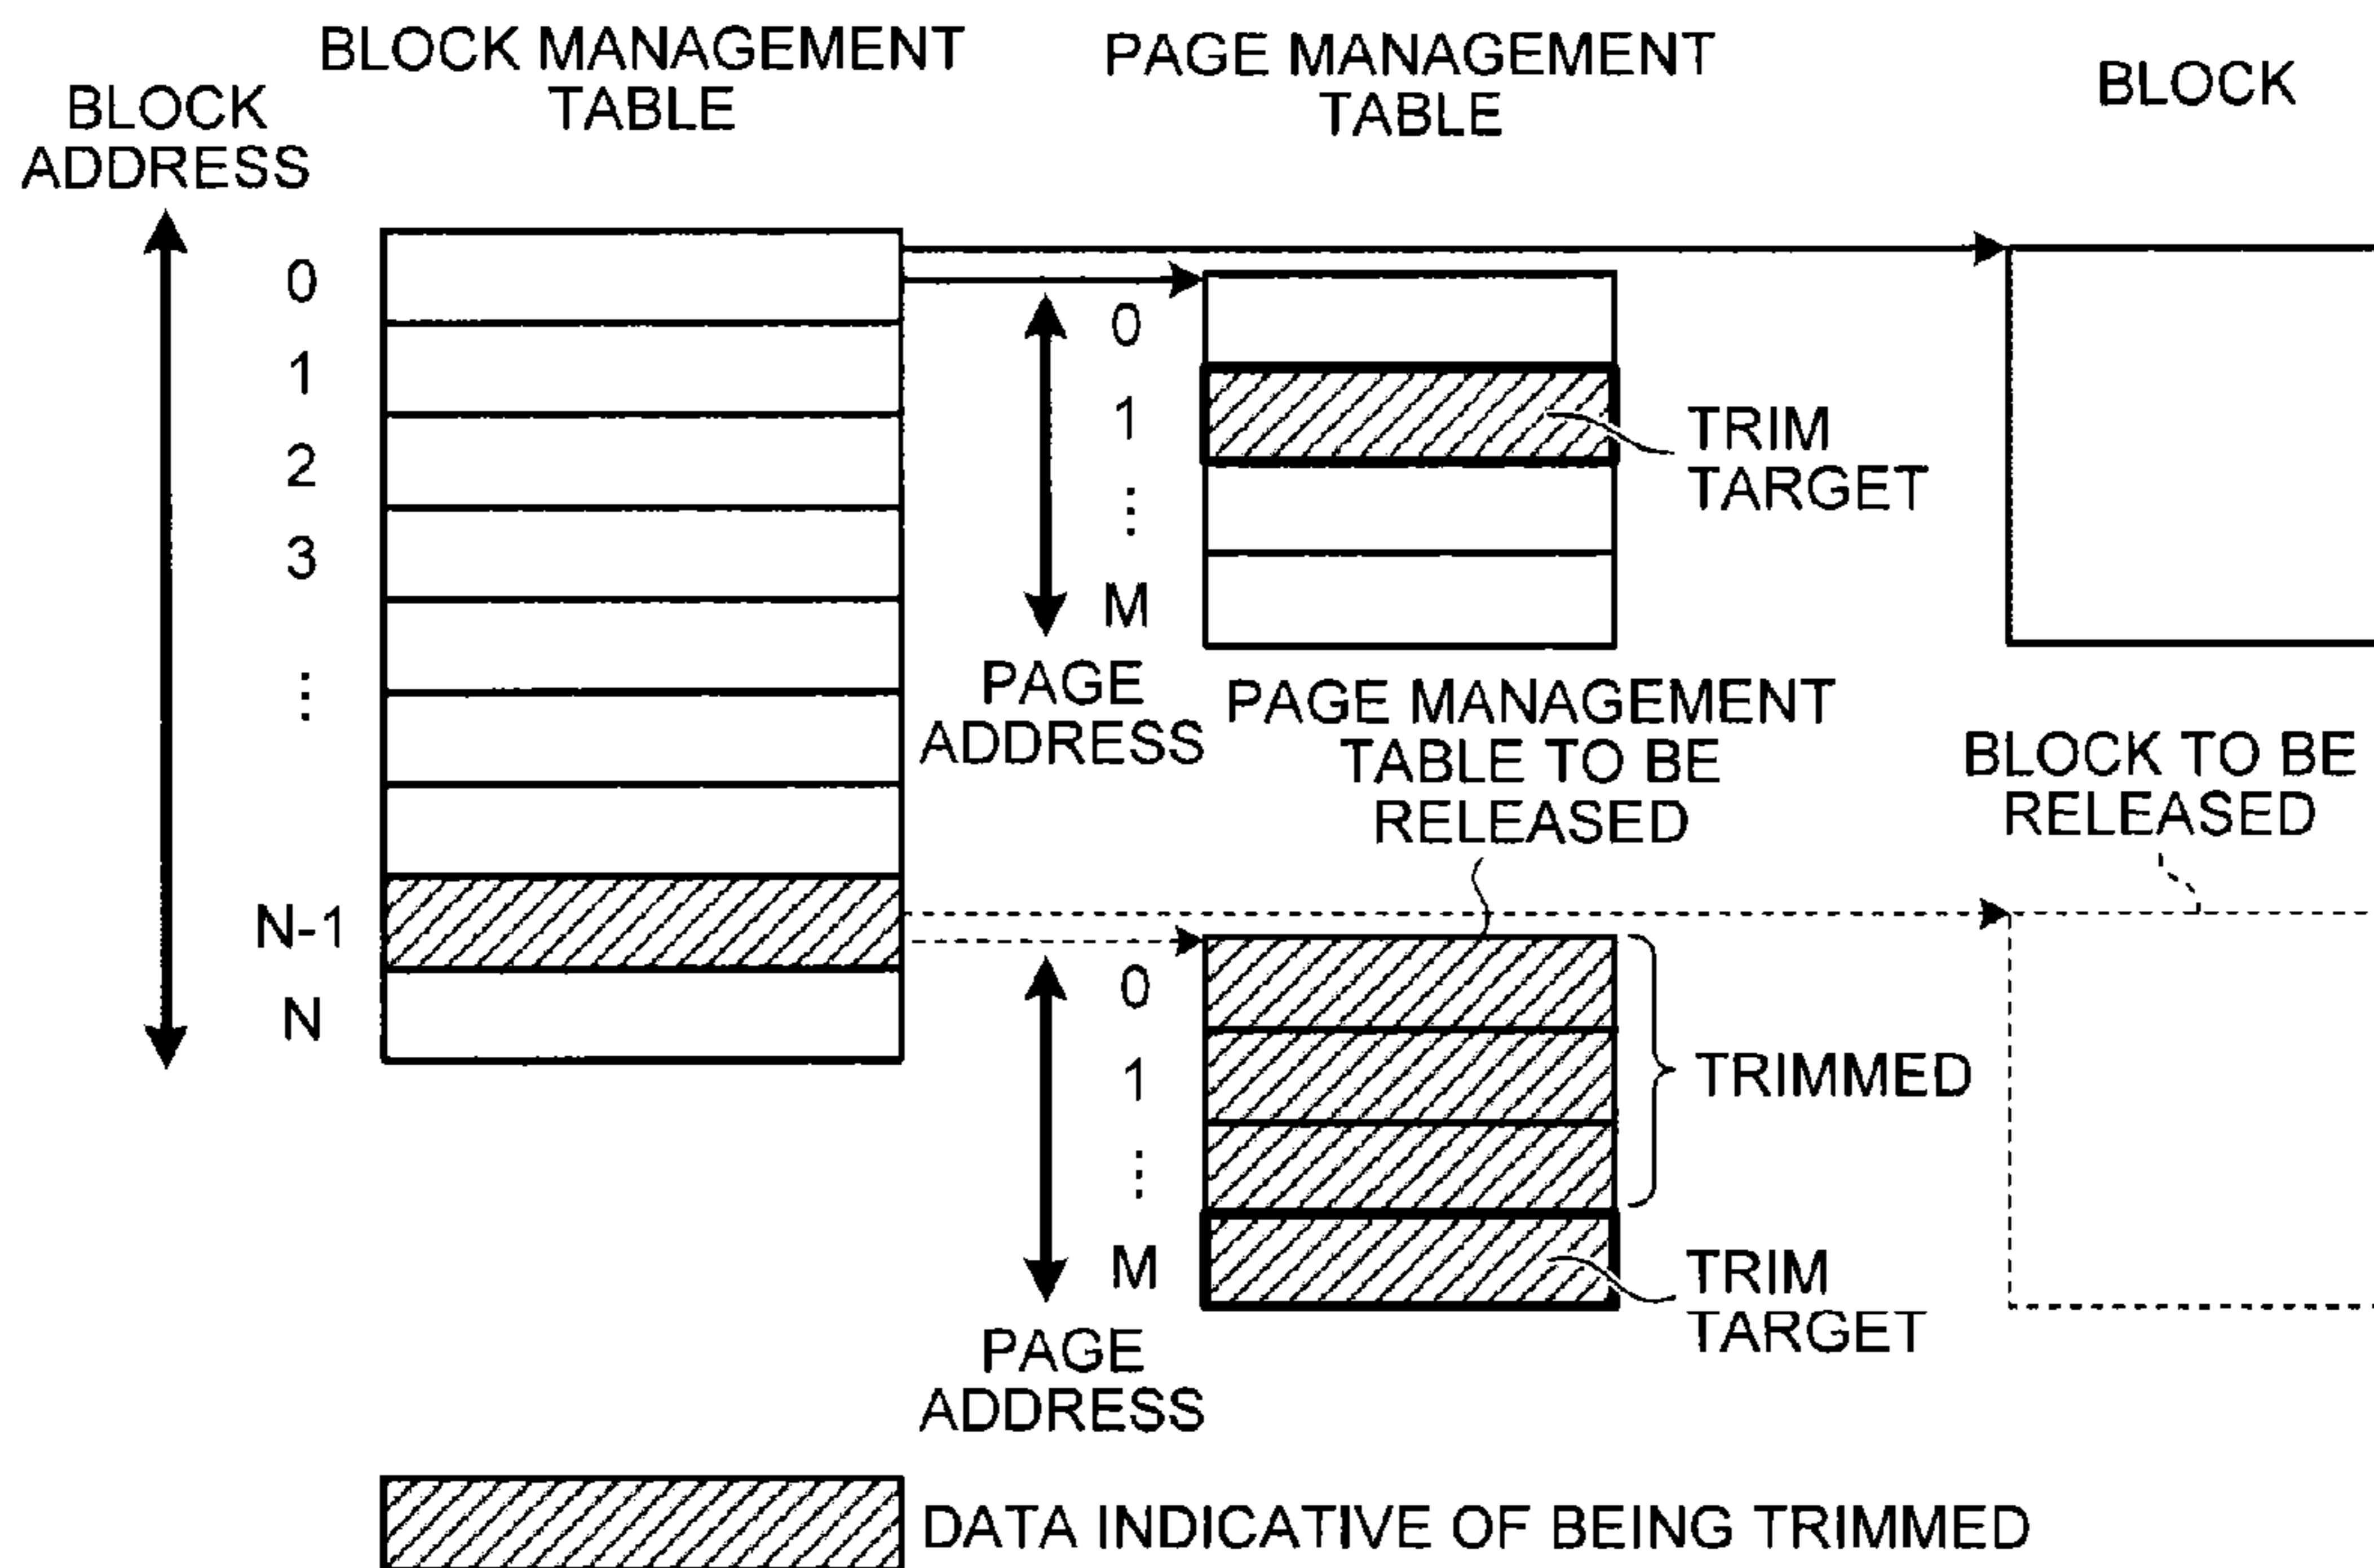 BLOCK MANAGEMENT
TABLE
PAGE MANAGEMENT
TABLE
BLOCK
BLOCK
ADDRESS
0
1
2
3
⋮
N-1
N
0
1
⋮
M
PAGE
ADDRESS
TRIM
TARGET
PAGE MANAGEMENT
TABLE TO BE
RELEASED
BLOCK TO BE
RELEASED
0
1
⋮
M
PAGE
ADDRESS
TRIMMED
TRIM
TARGET
DATA INDICATIVE OF BEING TRIMMED